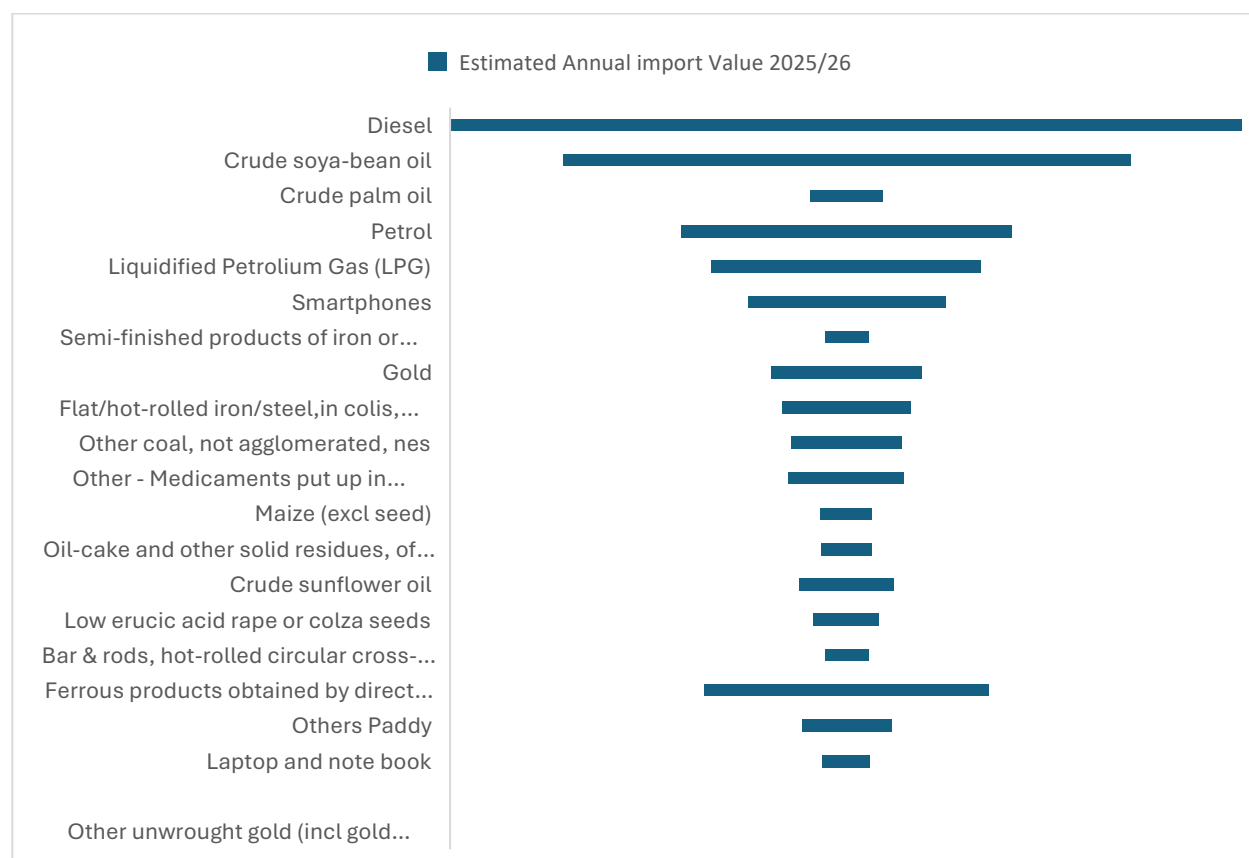 Estimated Annual import Value 2025/26
Diesel
Crude soya-bean oil
Crude palm oil
Petrol
Liquidified Petrolium Gas (LPG)
Smartphones
Semi-finished products of iron or...
Gold
Flat/hot-rolled iron/steel,in colis,...
Other coal, not agglomerated, nes
Other - Medicaments put up in...
Maize (excl seed)
Oil-cake and other solid residues, of...
Crude sunflower oil
Low erucic acid rape or colza seeds
Bar & rods, hot-rolled circular cross-...
Ferrous products obtained by direct...
Others Paddy
Laptop and note book
Other unwrought gold (incl gold...